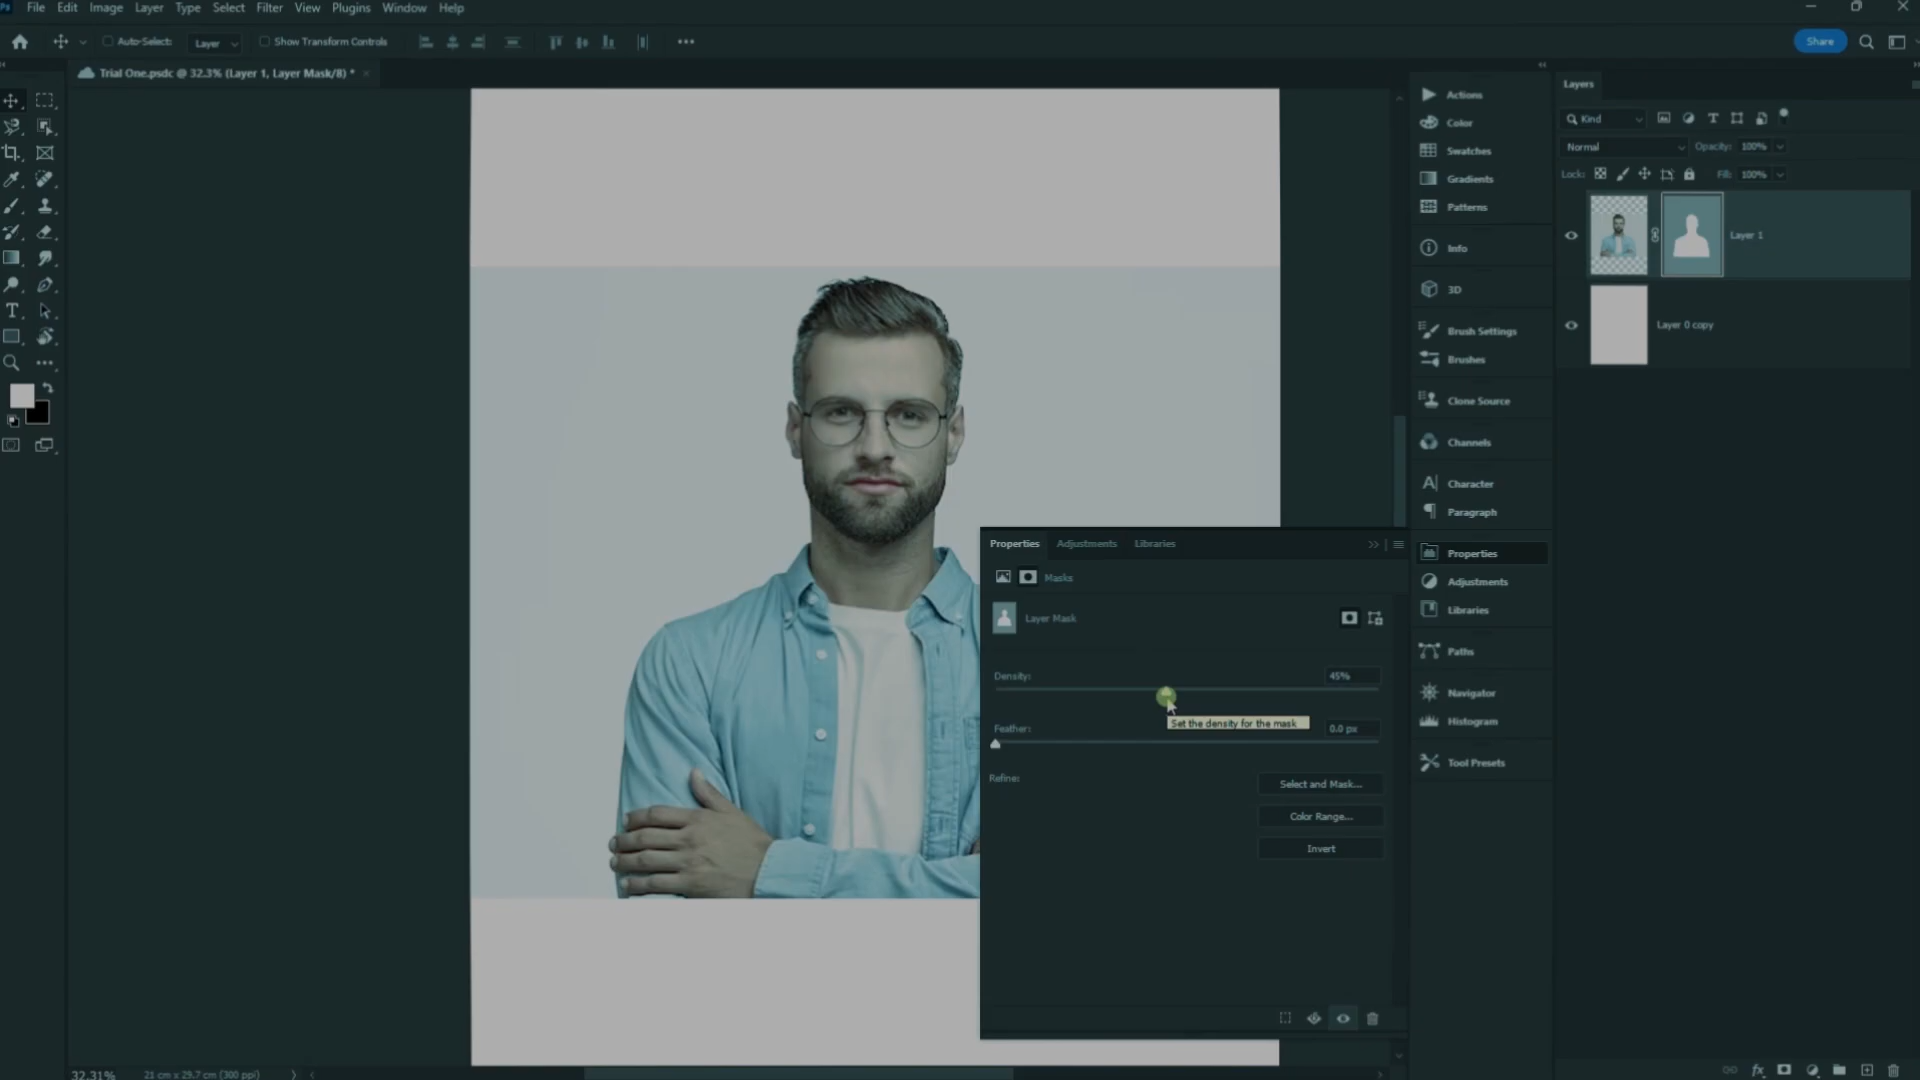 Ps File Edit Image Layer Type Select Filter View Plugins Window Help
Auto-Select: Layer Show Transform Controls Share
Trial One.psdc @ 32.3% (Layer 1, Layer Mask/8) *
Actions
Color
Swatches
Gradients
Patterns
Info
3D
Brush Settings
Brushes
Clone Source
Channels
Character
Paragraph
Properties
Adjustments
Libraries
Paths
Navigator
Histogram
Tool Presets
Layers
Kind
Normal Opacity: 100%
Lock: Fill: 100%
Layer 1
Layer 0 copy
Properties Adjustments Libraries
Masks
Layer Mask
Density: 45%
Set the density for the mask
Feather: 0.0 px
Refine:
Select and Mask...
Color Range...
Invert
32.31% 21 cm x 29.7 cm (300 ppi)